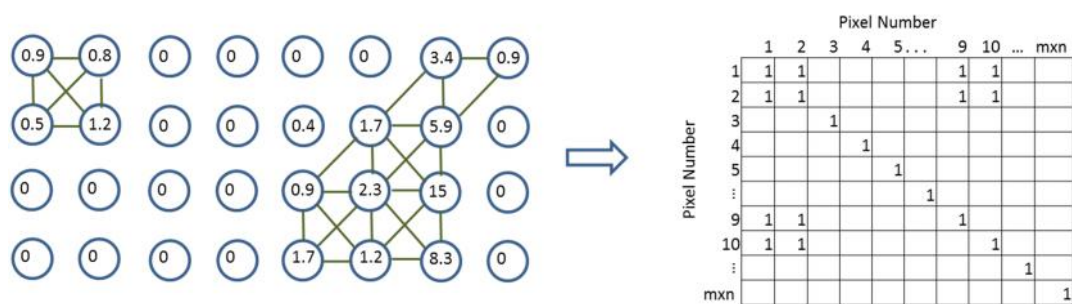 0.9 0.8 0 0 0 0 3.4 0.9
0.5 1.2 0 0 0.4 1.7 5.9 0
0 0 0 0 0.9 2.3 15 0
0 0 0 0 1.7 1.2 8.3 0
Pixel Number
1 2 3 4 5... 9 10 ... mxn
Pixel Number
1 1 1 1 1
2 1 1 1 1
3 1
4 1
5 1
⋮ 1
9 1 1 1
10 1 1 1
⋮ 1
mxn 1